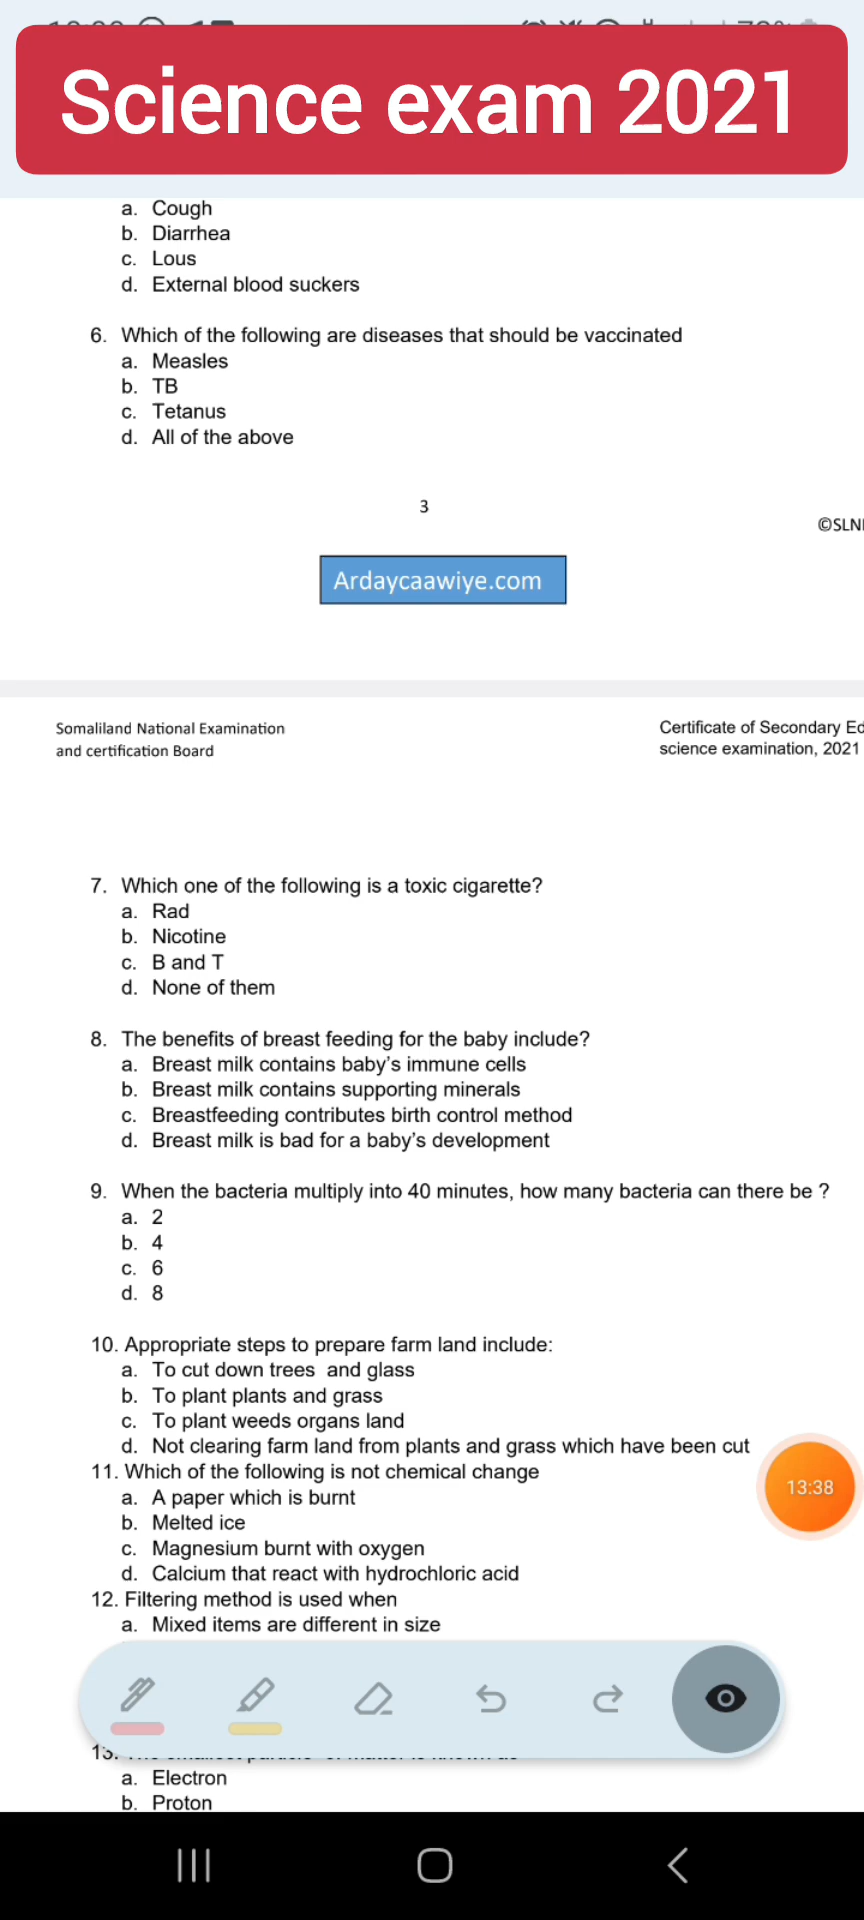 Science exam 2021
a. Cough
b. Diarrhea
c. Lous
d. External blood suckers
6. Which of the following are diseases that should be vaccinated
a. Measles
b. TB
c. Tetanus
d. All of the above
3
Ardaycaawiye.com
Somaliland National Examination
and certification Board
Certificate of Secondary
science examination, 2021
7. Which one of the following is a toxic cigarette?
a. Rad
b. Nicotine
c. B and T
d. None of them
8. The benefits of breast feeding for the baby include?
a. Breast milk contains baby's immune cells
b. Breast milk contains supporting minerals
c. Breastfeeding contributes birth control method
d. Breast milk is bad for a baby's development
9. When the bacteria multiply into 40 minutes, how many bacteria can there be ?
a. 2
b. 4
c. 6
d. 8
10. Appropriate steps to prepare farm land include:
a. To cut down trees and glass
b. To plant plants and grass
c. To plant weeds organs land
d. Not clearing farm land from plants and grass which have been cut
11. Which of the following is not chemical change
a. A paper which is burnt
b. Melted ice
c. Magnesium burnt with oxygen
d. Calcium that react with hydrochloric acid
13:38
12. Filtering method is used when
a. Mixed items are different in size
13.
a. Electron
b. Proton